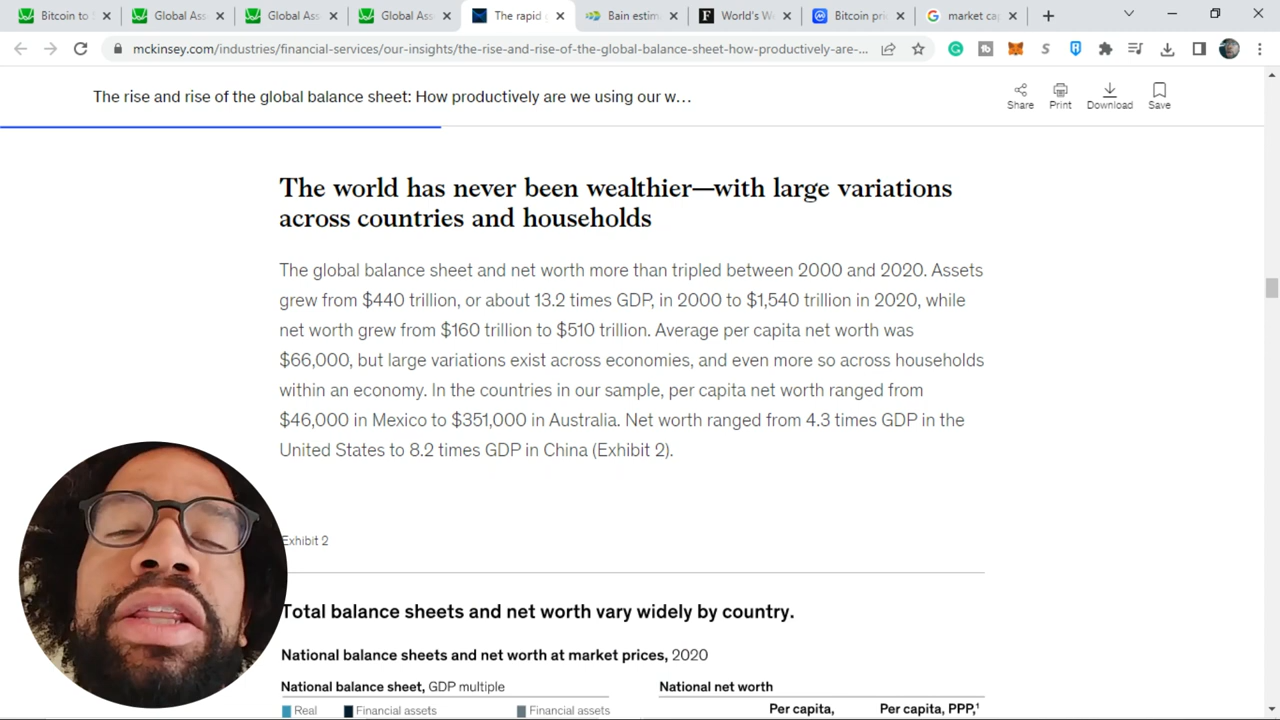 Bitcoin to
Global Ass
Global Ass
Global Ass
The rapid
Bain estim
World's W
Bitcoin pri
market ca
mckinsey.com/industries/financial-services/our-insights/the-rise-and-rise-of-the-global-balance-sheet-how-productively-are-...
The rise and rise of the global balance sheet: How productively are we using our w...
Share
Print
Download
Save
The world has never been wealthier—with large variations
across countries and households
The global balance sheet and net worth more than tripled between 2000 and 2020. Assets
grew from $440 trillion, or about 13.2 times GDP, in 2000 to $1,540 trillion in 2020, while
net worth grew from $160 trillion to $510 trillion. Average per capita net worth was
$66,000, but large variations exist across economies, and even more so across households
within an economy. In the countries in our sample, per capita net worth ranged from
$46,000 in Mexico to $351,000 in Australia. Net worth ranged from 4.3 times GDP in the
United States to 8.2 times GDP in China (Exhibit 2).
Exhibit 2
Total balance sheets and net worth vary widely by country.
National balance sheets and net worth at market prices, 2020
National balance sheet, GDP multiple
National net worth
Real
Financial assets
Financial assets
Per capita,
Per capita, PPP,¹